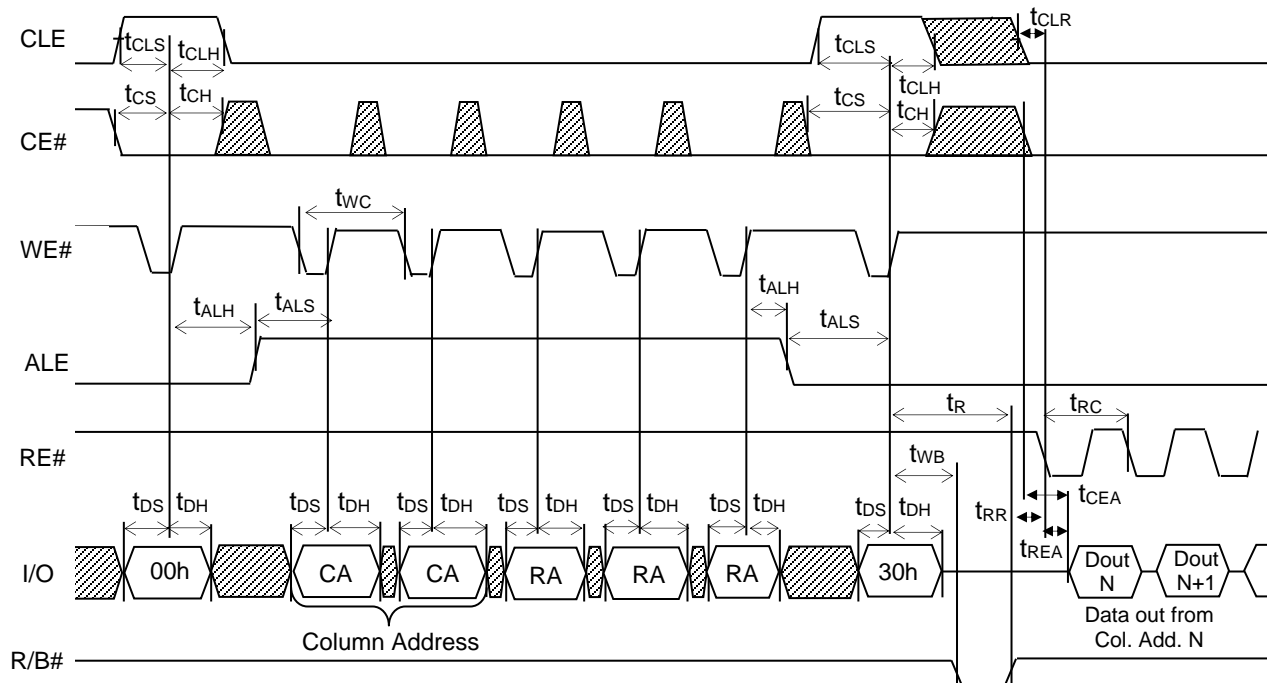 CLE tCLS tCLH tCLS tCLH tCLR
CE# tCS tCH tCS tCH
WE# tWC
ALE tALH tALS tALH tALS
RE# tR tRC
tWB tCEA
tDS tDH tDS tDH tDS tDH tDS tDH tDS tDH tDS tDH tDS tDH tRR
tREA
I/O 00h CA CA RA RA RA 30h Dout N Dout N+1
Column Address
Data out from
Col. Add. N
R/B#